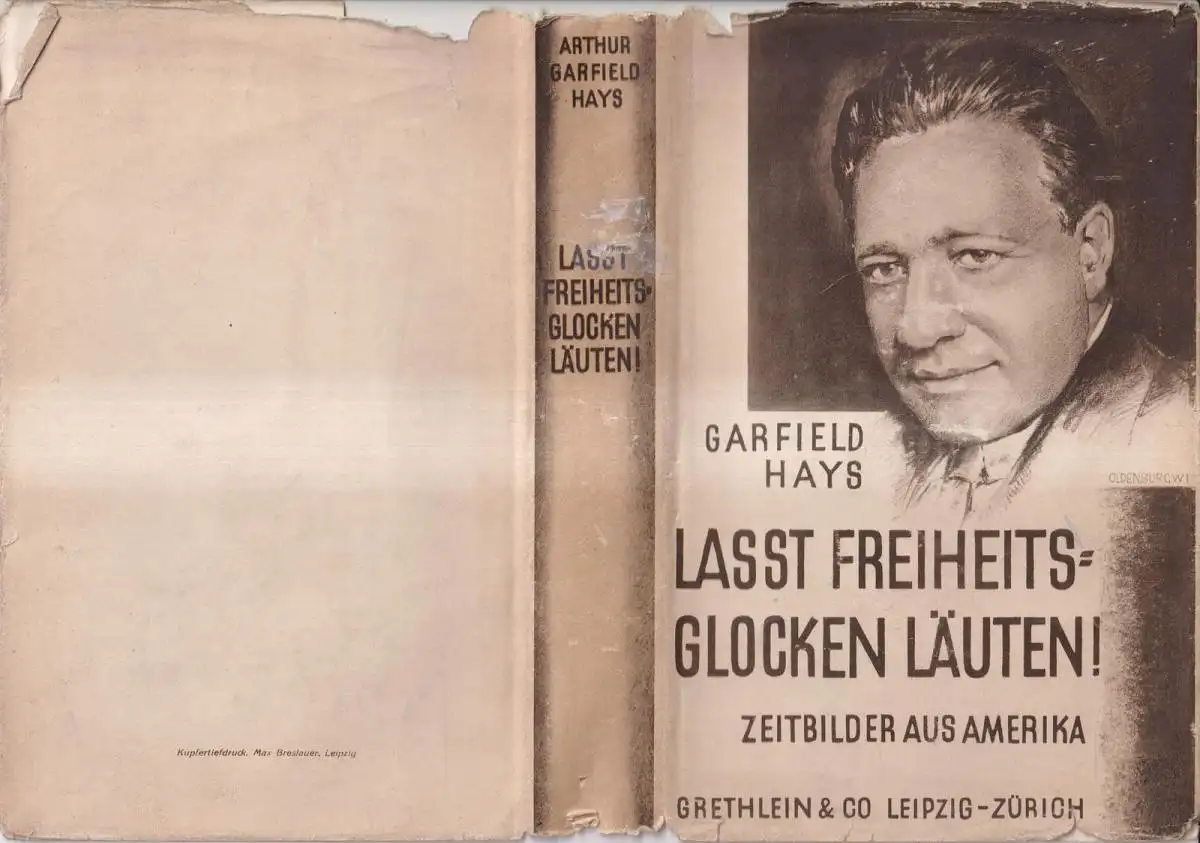 Kupfertiefdruck. Max Breslauer, Leipzig
ARTHUR
GARFIELD
HAYS
LASST
FREIHEITS=
GLOCKEN
LÄUTEN!
GARFIELD
HAYS
OLDENBURGWI
LASST FREIHEITS=
GLOCKEN LÄUTEN!
ZEITBILDER AUS AMERIKA
GRETHLEIN & CO LEIPZIG-ZÜRICH